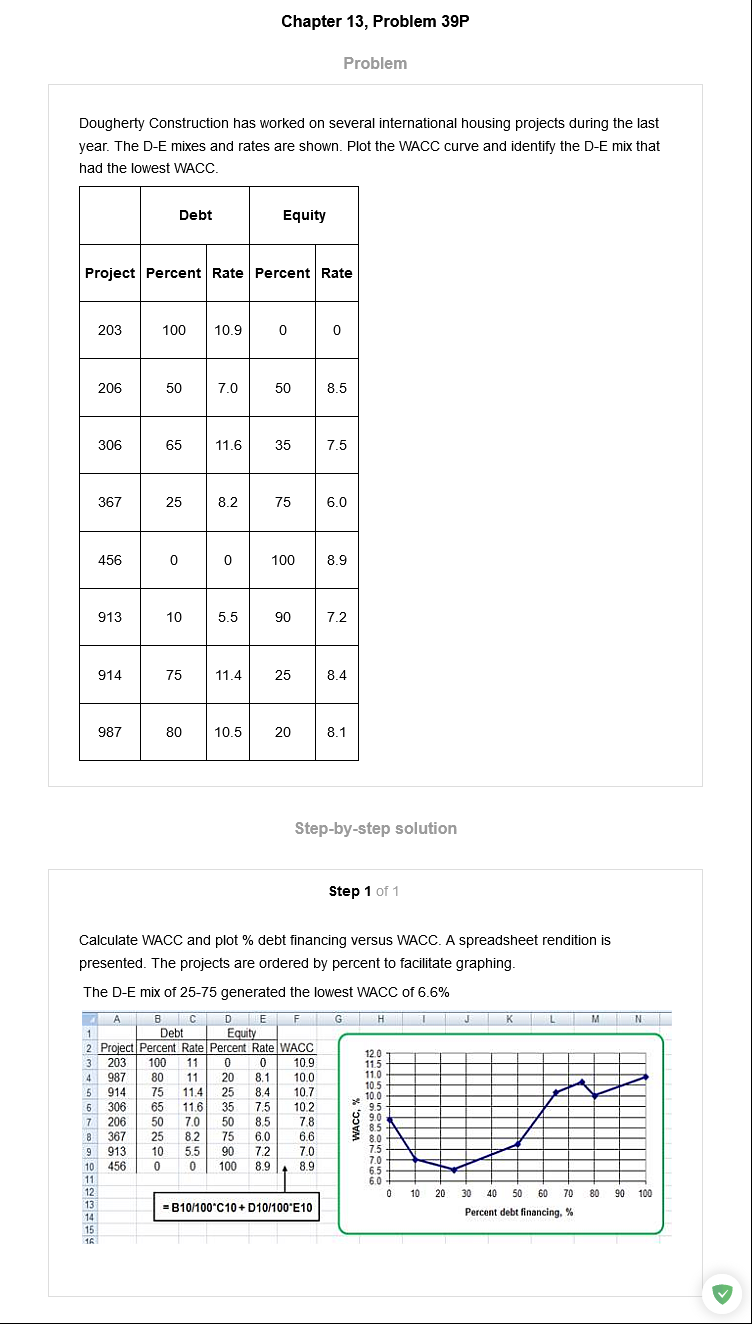 Chapter 13, Problem 39P
Problem
Dougherty Construction has worked on several international housing projects during the last
year. The D-E mixes and rates are shown. Plot the WACC curve and identify the D-E mix that
had the lowest WACC.
Debt Equity
Project Percent Rate Percent Rate
203 100 10.9 0 0
206 50 7.0 50 8.5
306 65 11.6 35 7.5
367 25 8.2 75 6.0
456 0 0 100 8.9
913 10 5.5 90 7.2
914 75 11.4 25 8.4
987 80 10.5 20 8.1
Step-by-step solution
Step 1 of 1
Calculate WACC and plot % debt financing versus WACC. A spreadsheet rendition is
presented. The projects are ordered by percent to facilitate graphing.
The D-E mix of 25-75 generated the lowest WACC of 6.6%
A B C D E F G H I J K L M N
1 Debt Equity
2 Project Percent Rate Percent Rate WACC
3 203 100 11 0 0 10.9
4 987 80 11 20 8.1 10.0
5 914 75 11.4 25 8.4 10.7
6 306 65 11.6 35 7.5 10.2
7 206 50 7.0 50 8.5 7.8
8 367 25 8.2 75 6.0 6.6
9 913 10 5.5 90 7.2 7.0
10 456 0 0 100 8.9 8.9
11
12
13
14
15
16
= B10/100*C10 + D10/100*E10
WACC, %
12.0
11.5
11.0
10.5
10.0
9.5
9.0
8.5
8.0
7.5
7.0
6.5
6.0
0 10 20 30 40 50 60 70 80 90 100
Percent debt financing, %